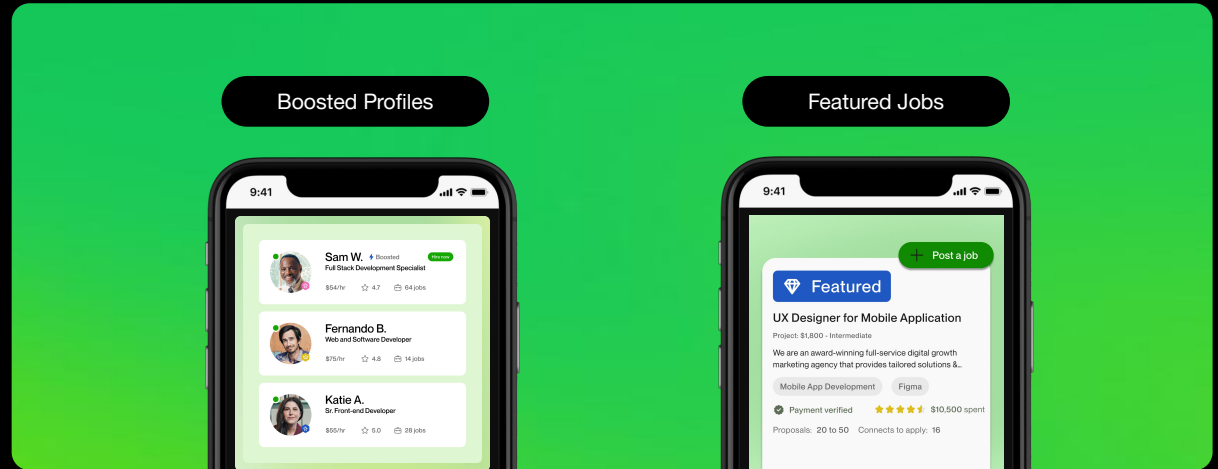 Boosted Profiles
9:41
Sam W. Boosted Hire now
Full Stack Development Specialist
$54/hr 4.7 64 jobs
Fernando B.
Web and Software Developer
$75/hr 4.8 14 jobs
Katie A.
Sr. Front-end Developer
$55/hr 5.0 28 jobs
Featured Jobs
9:41
Post a job
Featured
UX Designer for Mobile Application
Project: $1,800 - Intermediate
We are an award-winning full-service digital growth
marketing agency that provides tailored solutions &...
Mobile App Development Figma
Payment verified $10,500 spent
Proposals: 20 to 50 Connects to apply: 16